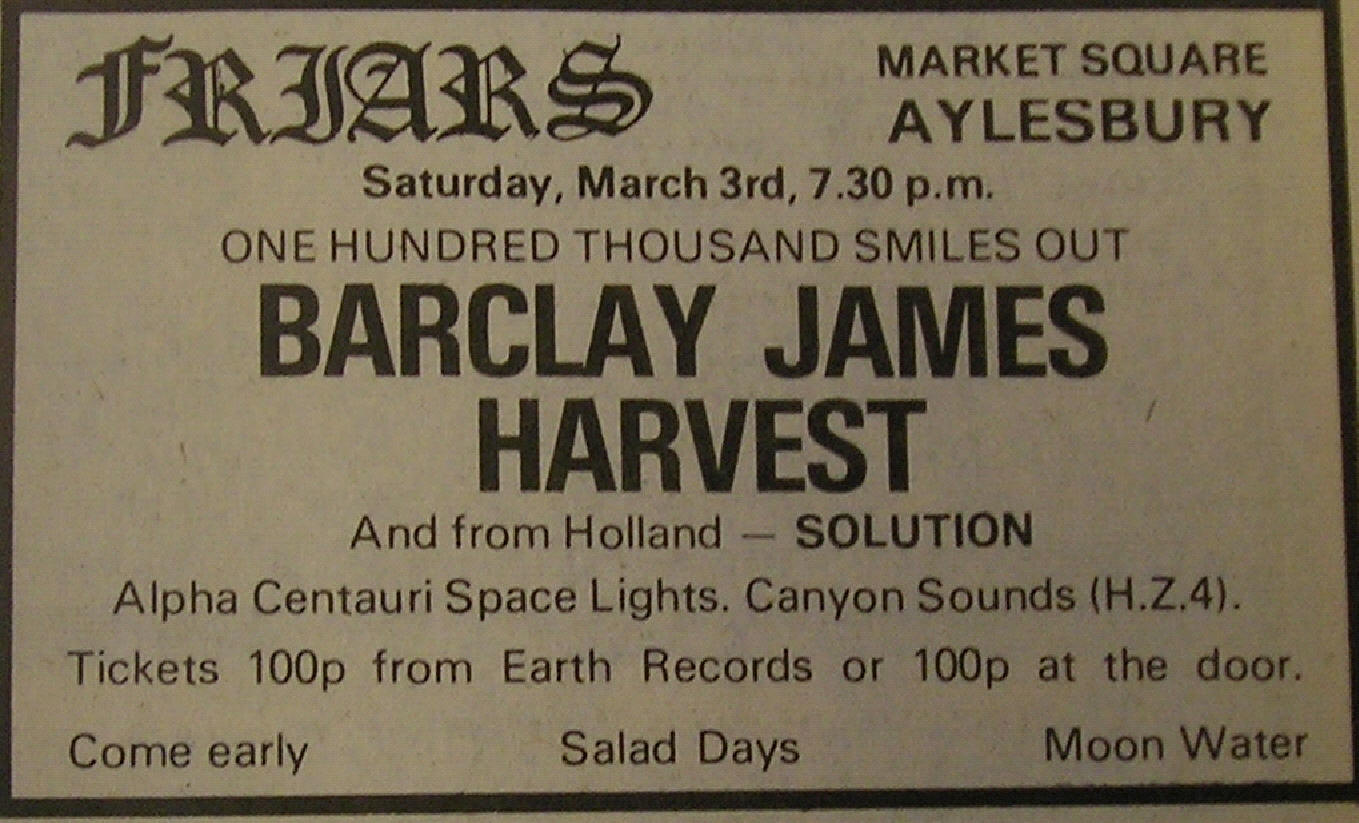 FRIARS
MARKET SQUARE
AYLESBURY
Saturday, March 3rd, 7.30 p.m.
ONE HUNDRED THOUSAND SMILES OUT
BARCLAY JAMES
HARVEST
And from Holland — SOLUTION
Alpha Centauri Space Lights. Canyon Sounds (H.Z.4).
Tickets 100p from Earth Records or 100p at the door.
Come early Salad Days Moon Water